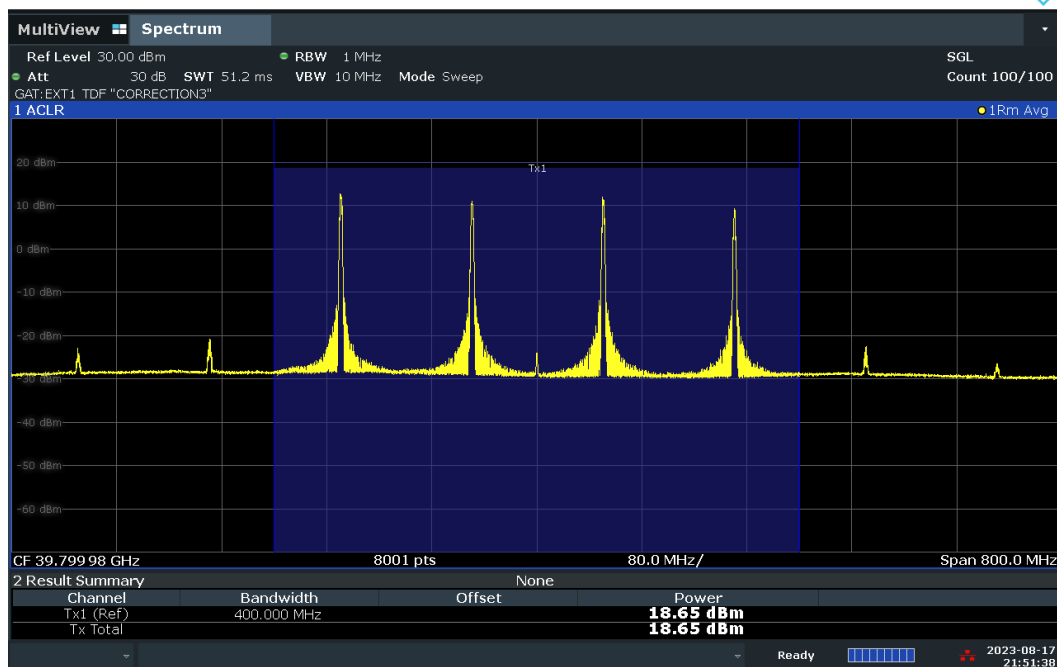 MultiView Spectrum
Ref Level 30.00 dBm RBW 1 MHz SGL
Att 30 dB SWT 51.2 ms VBW 10 MHz Mode Sweep Count 100/100
GAT:EXT1 TDF "CORRECTION3"
1 ACLR 1Rm Avg
20 dBm
Tx1
10 dBm
0 dBm
-10 dBm
-20 dBm
-30 dBm
-40 dBm
-50 dBm
-60 dBm
CF 39.799 98 GHz 8001 pts 80.0 MHz/ Span 800.0 MHz
2 Result Summary None
Channel Bandwidth Offset Power
Tx1 (Ref) 400.000 MHz 18.65 dBm
Tx Total 18.65 dBm
Ready 2023-08-17
21:51:38